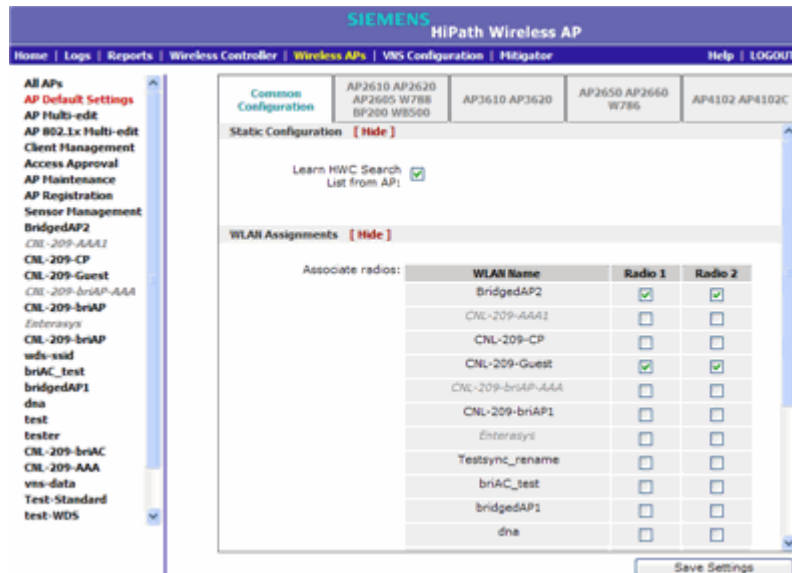 SIEMENS
HiPath Wireless AP
Home | Logs | Reports | Wireless Controller | Wireless APs | VNS Configuration | Mitigator Help | LOGOUT
All APs
AP Default Settings
AP Multi-edit
AP 802.1x Multi-edit
Client Management
Access Approval
AP Maintenance
AP Registration
Sensor Management
BridgedAP2
CNL-209-AAA1
CNL-209-CP
CNL-209-Guest
CNL-209-briAP-AAA
CNL-209-briAP
Enterasys
CNL-209-briAP
wds-ssid
briAC_test
bridgedAP1
dna
test
tester
CNL-209-briAC
CNL-209-AAA
vns-data
Test-Standard
test-WDS
Common
Configuration
AP2610 AP2620
AP2605 W788
BP200 WB500
AP3610 AP3620
AP2650 AP2660
W786
AP4102 AP4102C
Static Configuration [ Hide ]
Learn HWC Search
List from AP:
WLAN Assignments [ Hide ]
Associate radios:
WLAN Name Radio 1 Radio 2
BridgedAP2
CNL-209-AAA1
CNL-209-CP
CNL-209-Guest
CNL-209-briAP-AAA
CNL-209-briAP1
Enterasys
Testsync_rename
briAC_test
bridgedAP1
dna
Save Settings